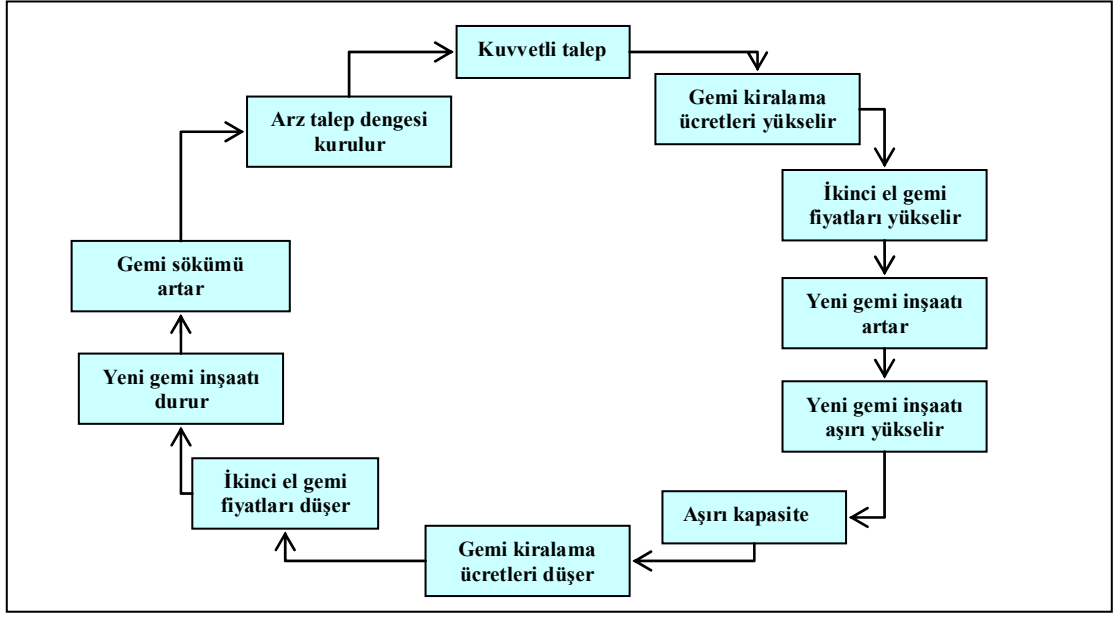 Kuvvetli talep
Gemi kiralama
ücretleri yükselir
İkinci el gemi
fiyatları yükselir
Yeni gemi inşaatı
artar
Yeni gemi inşaatı
aşırı yükselir
Aşırı kapasite
Gemi kiralama
ücretleri düşer
İkinci el gemi
fiyatları düşer
Yeni gemi inşaatı
durur
Gemi sökümü
artar
Arz talep dengesi
kurulur